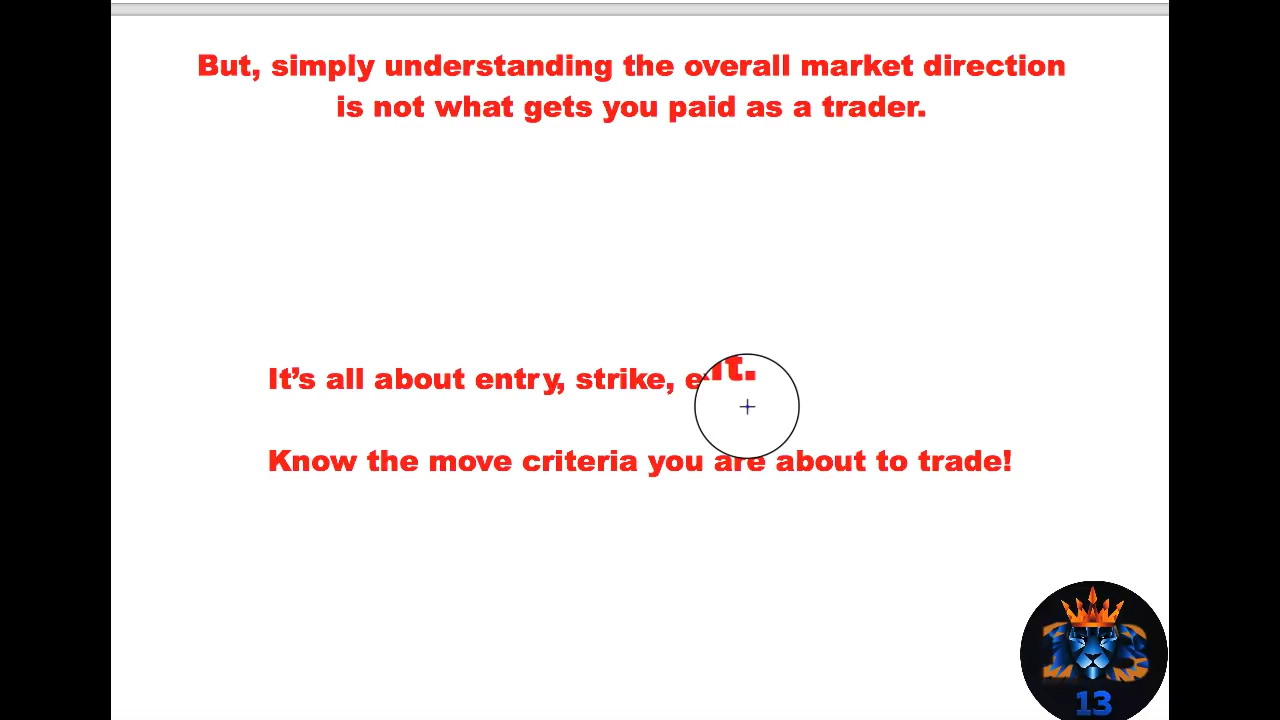 But, simply understanding the overall market direction
is not what gets you paid as a trader.
It's all about entry, strike, exit.
Know the move criteria you are about to trade!
13